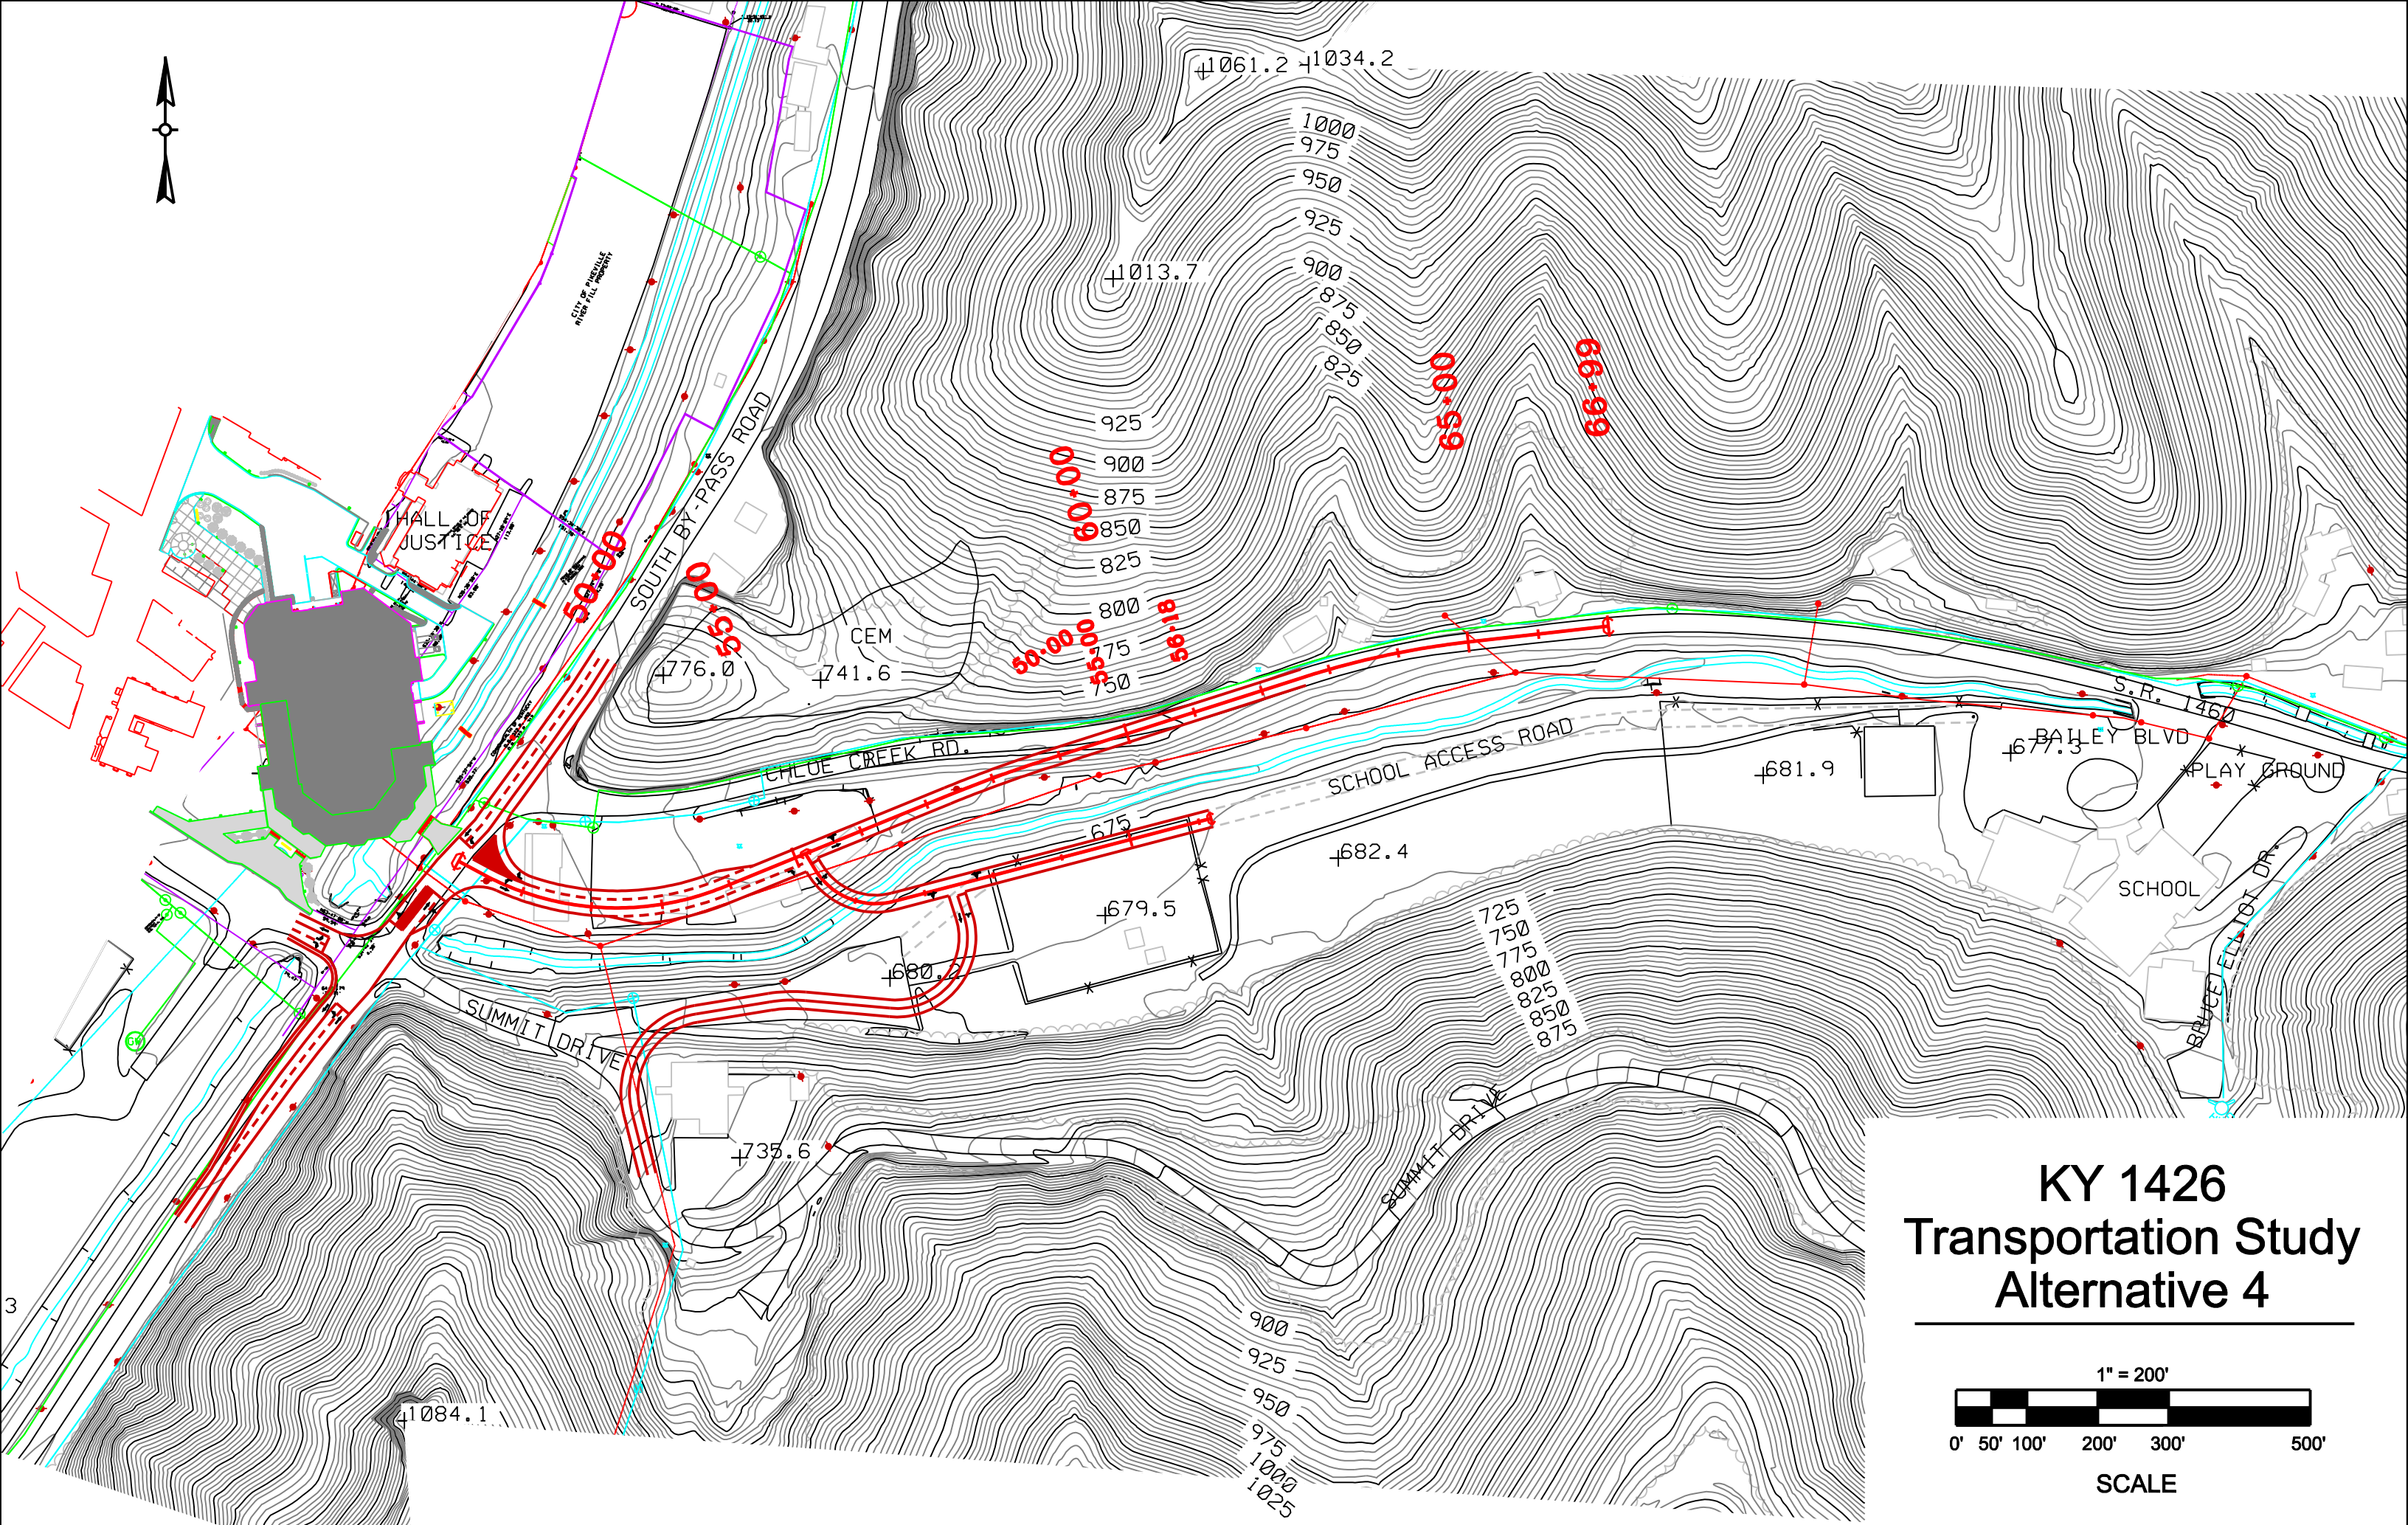 1061.2
1034.2
1000
975
950
925
900
875
850
825
1013.7
CITY OF PIKEVILLE
RIVER FILL PROPERTY
65+00
66+99
SOUTH BY-PASS ROAD
925
900
875
850
825
800
775
750
60+00
HALL OF
JUSTICE
50+00
55+00
CEM
776.0
741.6
50+00
55+00
56+18
CHLOE CREEK RD.
SCHOOL ACCESS ROAD
S.R. 1460
BAILEY BLVD
677.3
PLAY GROUND
681.9
675
682.4
679.5
680.2
SCHOOL
BRUCE ELLIOT DR.
725
750
775
800
825
850
875
SUMMIT DRIVE
735.6
SUMMIT DRIVE
3
1084.1
900
925
950
975
1000
1025
KY 1426
Transportation Study
Alternative 4
1" = 200'
0' 50' 100' 200' 300' 500'
SCALE